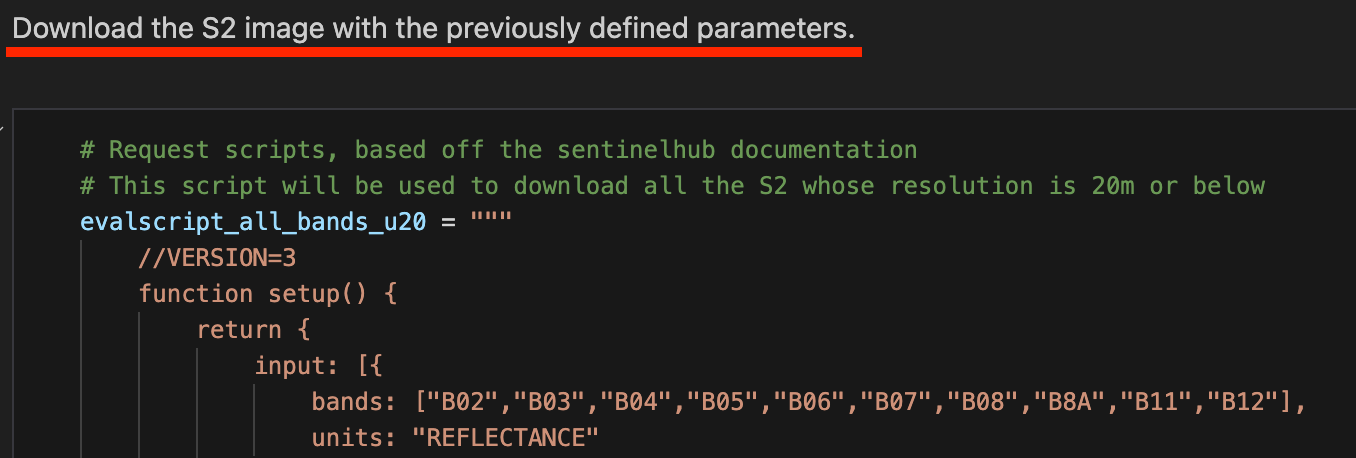 Download the S2 image with the previously defined parameters.
# Request scripts, based off the sentinelhub documentation
# This script will be used to download all the S2 whose resolution is 20m or below
evalscript_all_bands_u20 = """
//VERSION=3
function setup() {
return {
input: [{
bands: ["B02","B03","B04","B05","B06","B07","B08","B8A","B11","B12"],
units: "REFLECTANCE"